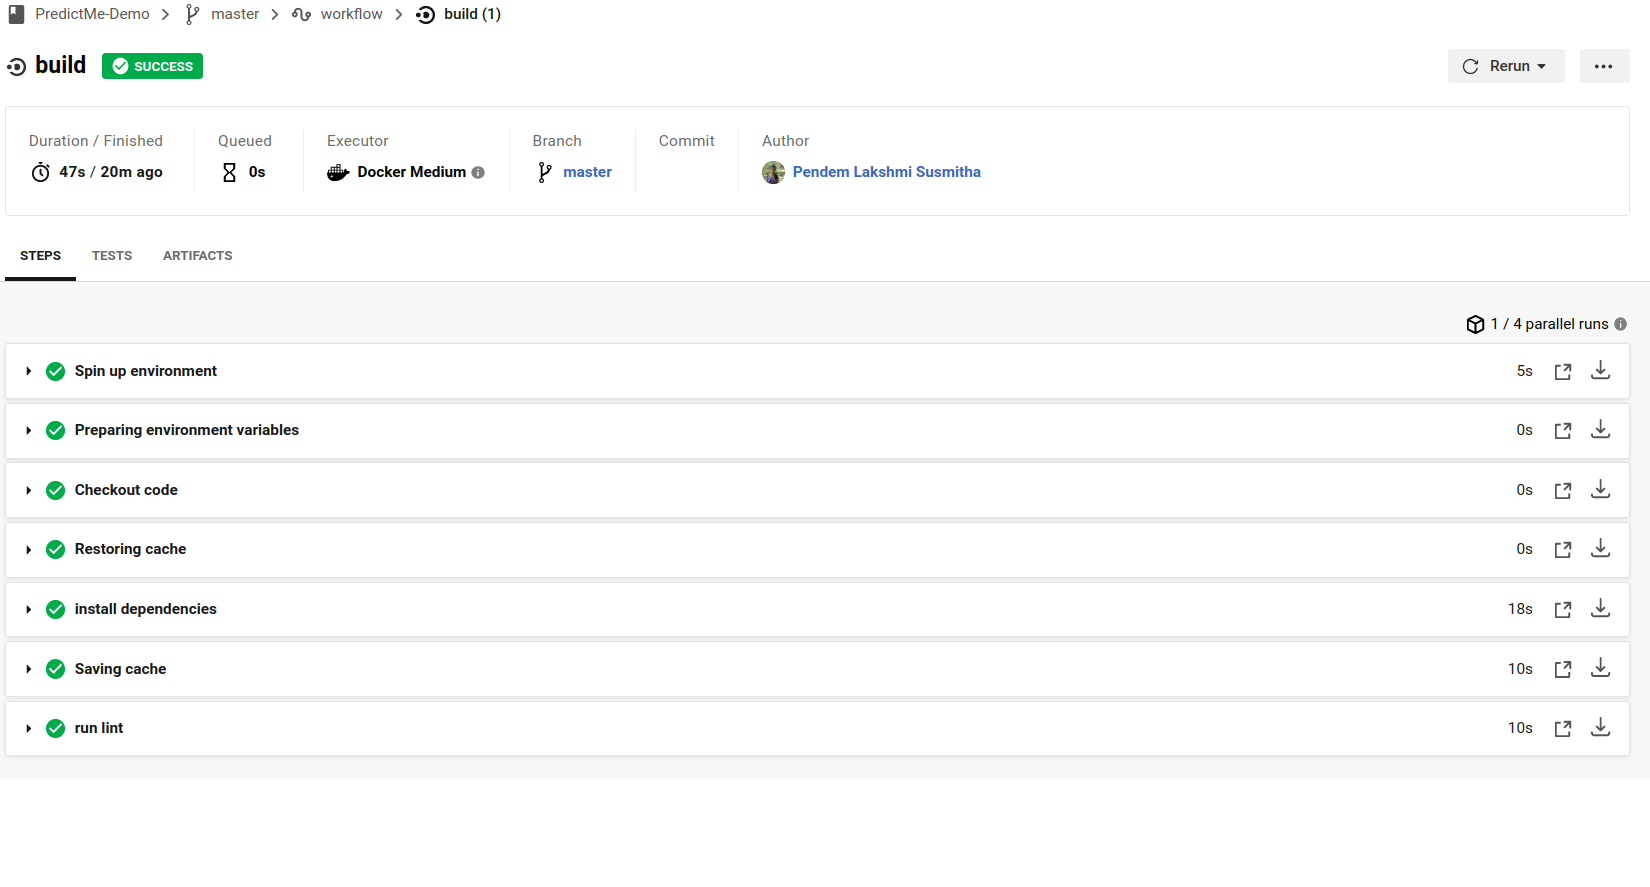 PredictMe-Demo > master > workflow > build (1)
build SUCCESS
Rerun
Duration / Finished Queued Executor Branch Commit Author
47s / 20m ago 0s Docker Medium master Pendem Lakshmi Susmitha
STEPS TESTS ARTIFACTS
1 / 4 parallel runs
Spin up environment 5s
Preparing environment variables 0s
Checkout code 0s
Restoring cache 0s
install dependencies 18s
Saving cache 10s
run lint 10s